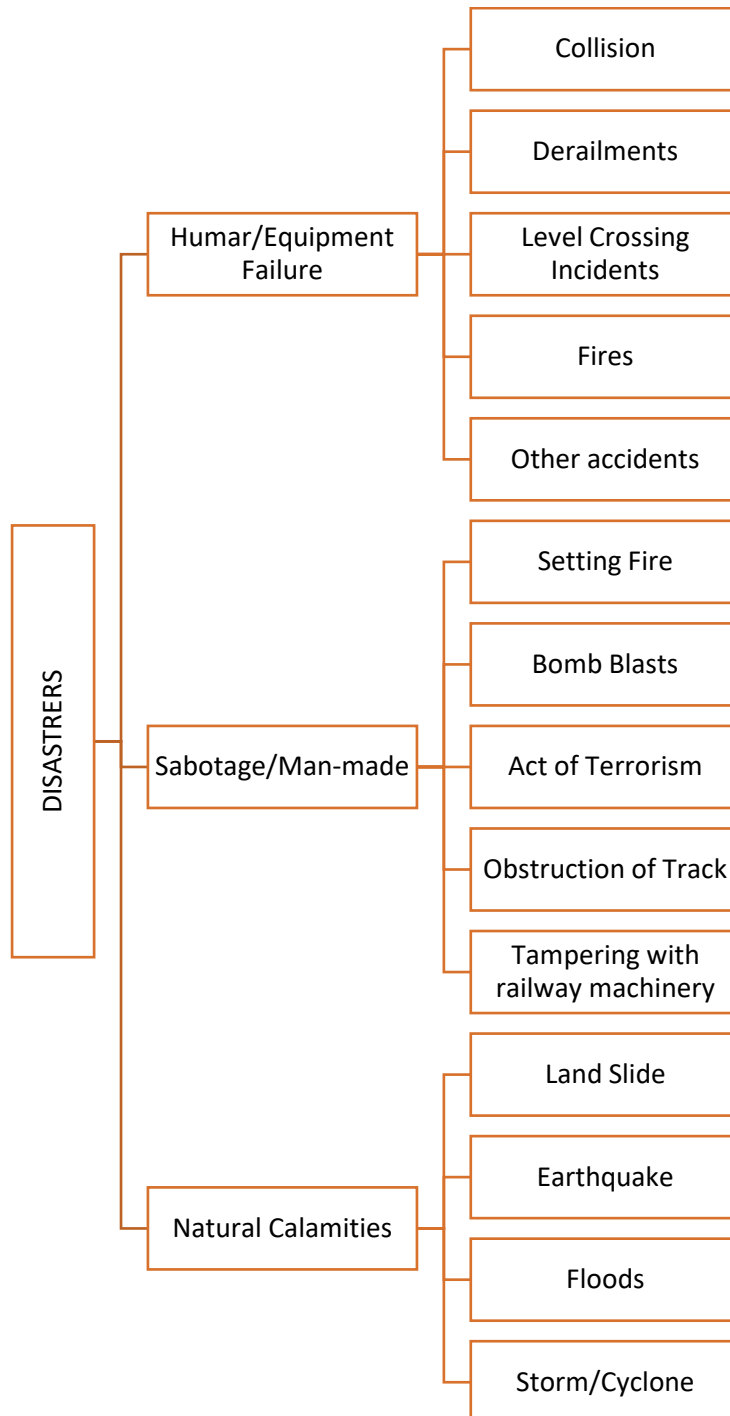 DISASTRERS
Humar/Equipment
Failure
Collision
Derailments
Level Crossing
Incidents
Fires
Other accidents
Sabotage/Man-made
Setting Fire
Bomb Blasts
Act of Terrorism
Obstruction of Track
Tampering with
railway machinery
Natural Calamities
Land Slide
Earthquake
Floods
Storm/Cyclone